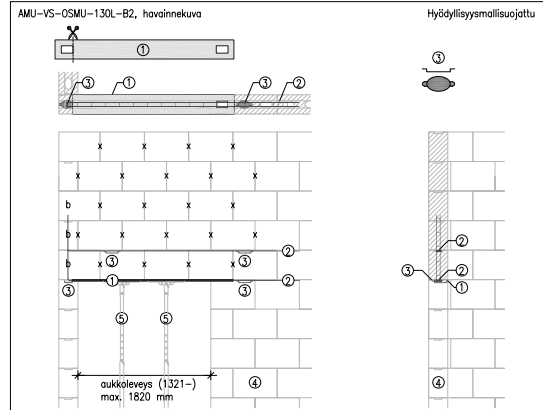 AMU-VS-OSMU-130L-B2, havainnekuva
Hyödyllisyysmallisuojattu
1
3
3 1 3 2
x x x x
x x x x x
b x x x x
b x x x x x
2
3 3
b x x x x
3 1 3 2
5 5
aukkoleveys (1321-)
max. 1820 mm
4
2
3 2
1
4